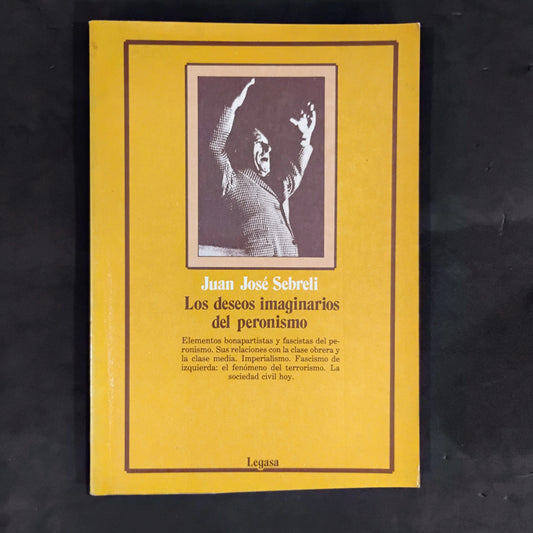 Juan José Sebreli
Los deseos imaginarios
del peronismo
Elementos bonapartistas y fascistas del pe-
ronismo. Sus relaciones con la clase obrera y
la clase media. Imperialismo. Fascismo de
izquierda: el fenómeno del terrorismo. La
sociedad civil hoy.
Legasa